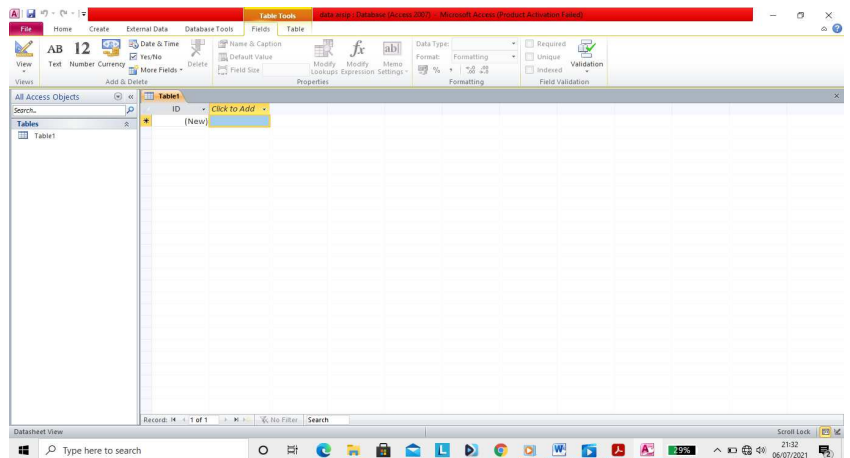 Table Tools data arsip : Database (Access 2007) - Microsoft Access (Product Activation Failed)
File Home Create External Data Database Tools Fields Table
View
Text
Number
Currency
Date & Time
Yes/No
More Fields
Delete
Name & Caption
Default Value
Field Size
Modify Lookups
Modify Expression
Memo Settings
Data Type:
Format: Formatting
Required
Unique
Indexed
Validation
Views Add & Delete Properties Formatting Field Validation
All Access Objects
Search..
Tables
Table1
Table1
ID Click to Add
(New)
Record: 1 of 1 No Filter Search
Datasheet View Scroll Lock
Type here to search
29%
21:32
06/07/2021